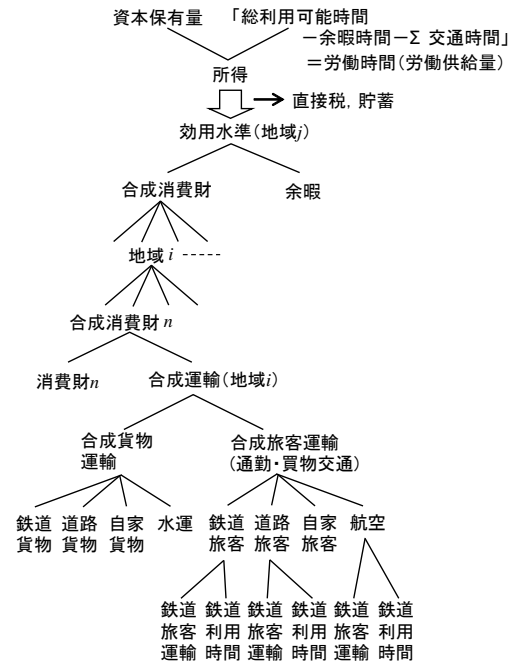 資本保有量 「総利用可能時間
－余暇時間－Σ 交通時間」
＝労働時間(労働供給量)
所得
直接税, 貯蓄
効用水準(地域j)
合成消費財 余暇
地域 i -----
合成消費財 n
消費財n 合成運輸(地域i)
合成貨物
運輸
合成旅客運輸
(通勤・買物交通)
鉄道 道路 自家 水運 鉄道 道路 自家 航空
貨物 貨物 貨物 旅客 旅客 旅客
鉄道 鉄道 鉄道 鉄道 鉄道 鉄道
旅客 利用 旅客 利用 旅客 利用
運輸 時間 運輸 時間 運輸 時間